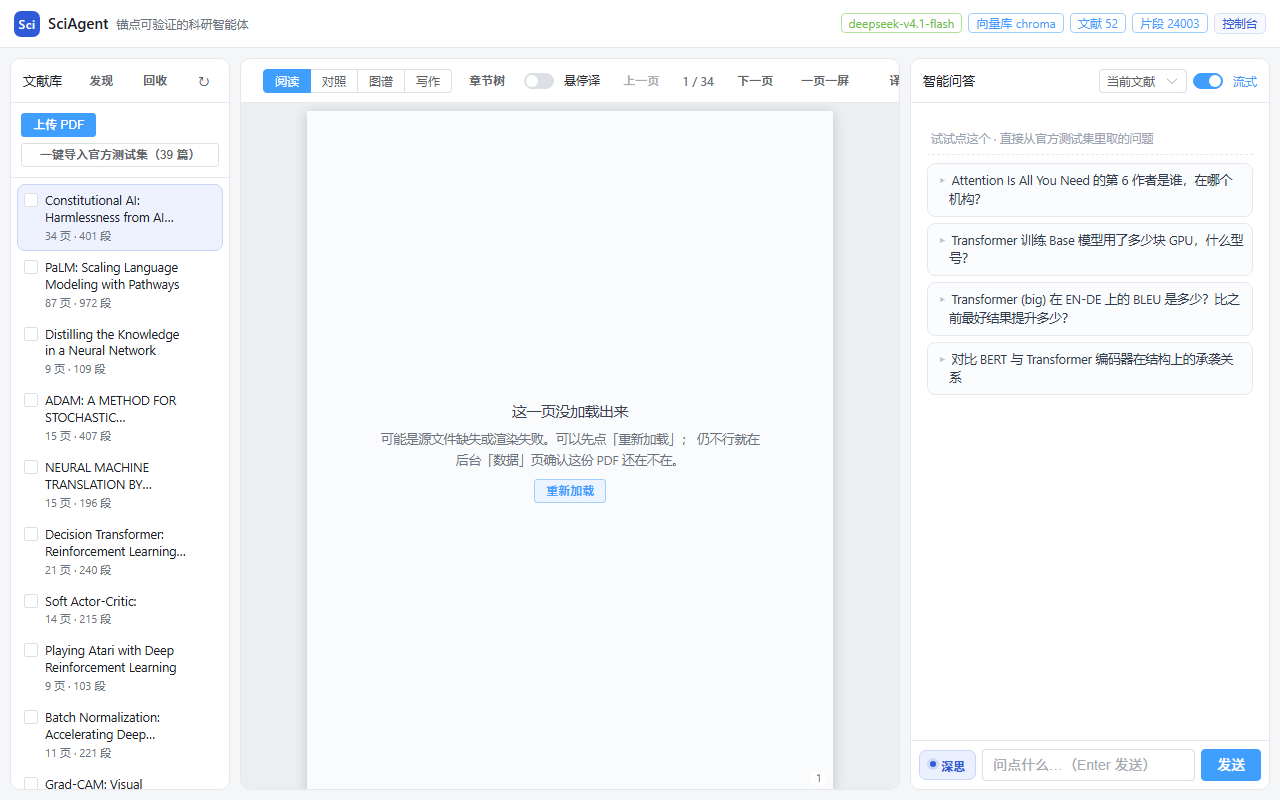 Sci SciAgent 锚点可验证的科研智能体 deepseek-v4.1-flash 向量库 chroma 文献 52 片段 24003 控制台
文献库 发现 回收
上传 PDF
一键导入官方测试集（39 篇）
Constitutional AI:
Harmlessness from AI...
34 页 · 401 段
PaLM: Scaling Language
Modeling with Pathways
87 页 · 972 段
Distilling the Knowledge
in a Neural Network
9 页 · 109 段
ADAM: A METHOD FOR
STOCHASTIC...
15 页 · 407 段
NEURAL MACHINE
TRANSLATION BY...
15 页 · 196 段
Decision Transformer:
Reinforcement Learning...
21 页 · 240 段
Soft Actor-Critic:
14 页 · 215 段
Playing Atari with Deep
Reinforcement Learning
9 页 · 103 段
Batch Normalization:
Accelerating Deep...
11 页 · 221 段
Grad-CAM: Visual
阅读 对照 图谱 写作 章节树 悬停译 上一页 1 / 34 下一页 一页一屏 译
这一页没加载出来
可能是源文件缺失或渲染失败。可以先点「重新加载」； 仍不行就在
后台「数据」页确认这份 PDF 还在不在。
重新加载
1
智能问答 当前文献 流式
试试点这个 · 直接从官方测试集里取的问题
Attention Is All You Need 的第 6 作者是谁，在哪个
机构？
Transformer 训练 Base 模型用了多少块 GPU，什么型
号？
Transformer (big) 在 EN-DE 上的 BLEU 是多少？比之
前最好结果提升多少？
对比 BERT 与 Transformer 编码器在结构上的承袭关
系
深思 问点什么…（Enter 发送） 发送